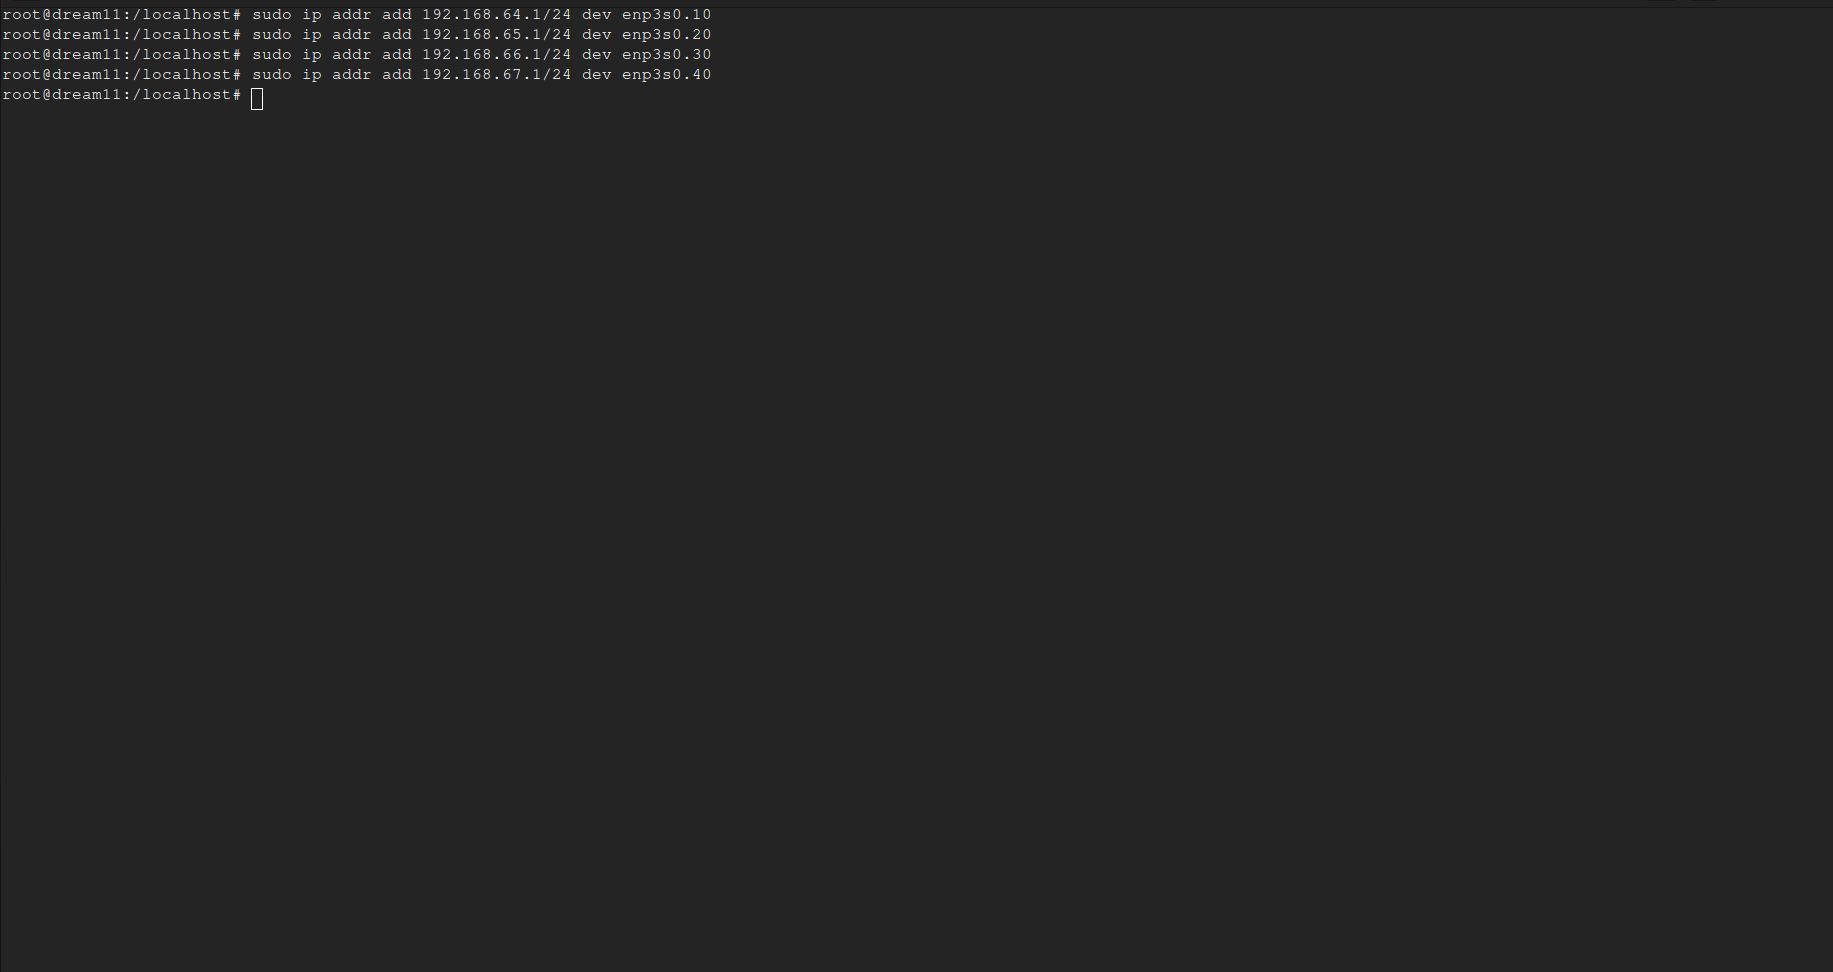 root@dream11:/localhost# sudo ip addr add 192.168.64.1/24 dev enp3s0.10
root@dream11:/localhost# sudo ip addr add 192.168.65.1/24 dev enp3s0.20
root@dream11:/localhost# sudo ip addr add 192.168.66.1/24 dev enp3s0.30
root@dream11:/localhost# sudo ip addr add 192.168.67.1/24 dev enp3s0.40
root@dream11:/localhost#